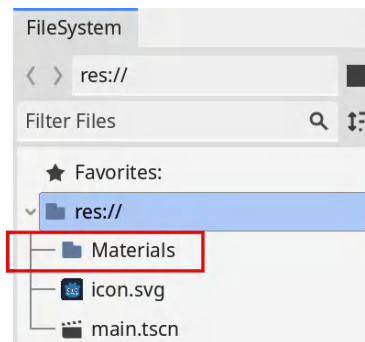 FileSystem
res://
Filter Files
Favorites:
res://
Materials
icon.svg
main.tscn